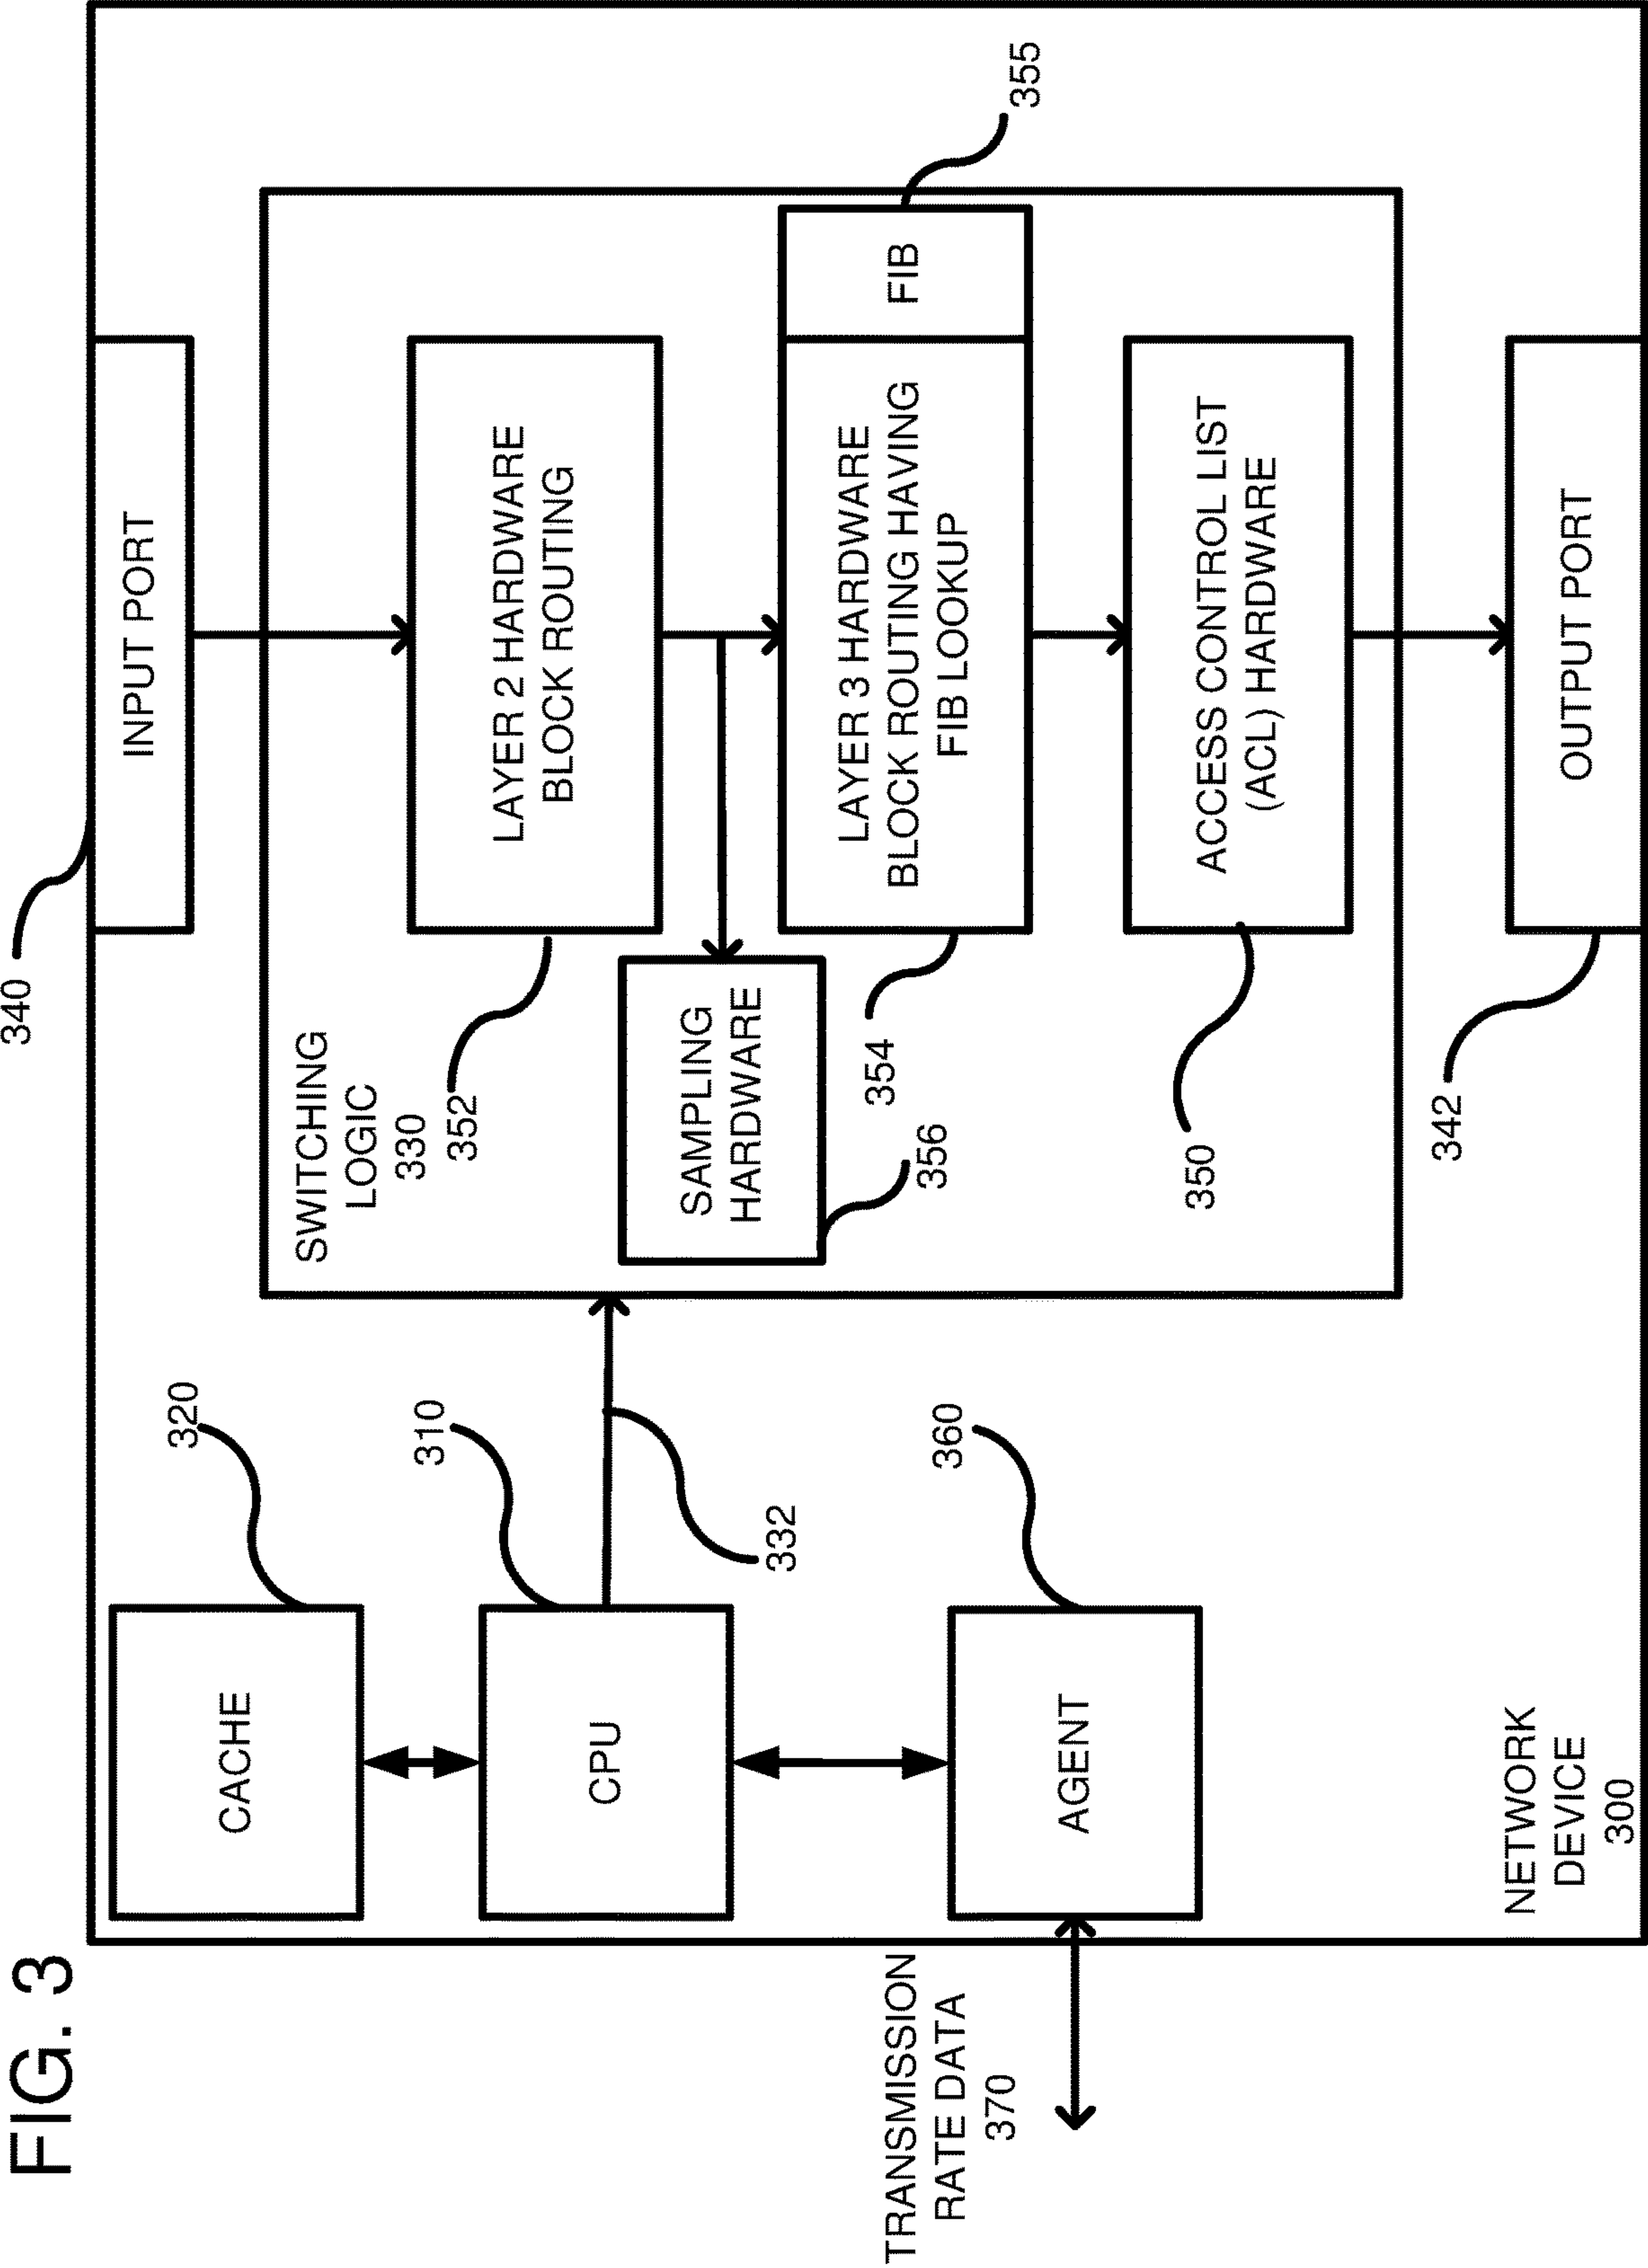 FIG. 3
340
INPUT PORT
SWITCHING
LOGIC
330
352
LAYER 2 HARDWARE
BLOCK ROUTING
SAMPLING
HARDWARE
356
354
LAYER 3 HARDWARE
BLOCK ROUTING HAVING
FIB LOOKUP
FIB
355
350
ACCESS CONTROL LIST
(ACL) HARDWARE
342
OUTPUT PORT
CACHE
320
CPU
310
332
AGENT
360
TRANSMISSION
RATE DATA
370
NETWORK
DEVICE
300